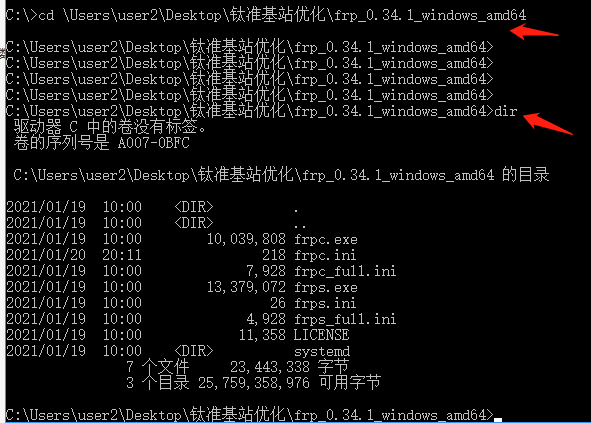 C:\>cd \Users\user2\Desktop\钛准基站优化\frp_0.34.1_windows_amd64
C:\Users\user2\Desktop\钛准基站优化\frp_0.34.1_windows_amd64>
C:\Users\user2\Desktop\钛准基站优化\frp_0.34.1_windows_amd64>
C:\Users\user2\Desktop\钛准基站优化\frp_0.34.1_windows_amd64>
C:\Users\user2\Desktop\钛准基站优化\frp_0.34.1_windows_amd64>
C:\Users\user2\Desktop\钛准基站优化\frp_0.34.1_windows_amd64>dir
驱动器 C 中的卷没有标签。
卷的序列号是 A007-0BFC
C:\Users\user2\Desktop\钛准基站优化\frp_0.34.1_windows_amd64 的目录
2021/01/19 10:00 <DIR> .
2021/01/19 10:00 <DIR> ..
2021/01/19 10:00 10,039,808 frpc.exe
2021/01/20 20:11 218 frpc.ini
2021/01/19 10:00 7,928 frpc_full.ini
2021/01/19 10:00 13,379,072 frps.exe
2021/01/19 10:00 26 frps.ini
2021/01/19 10:00 4,928 frps_full.ini
2021/01/19 10:00 11,358 LICENSE
2021/01/19 10:00 <DIR> systemd
7 个文件 23,443,338 字节
3 个目录 25,759,358,976 可用字节
C:\Users\user2\Desktop\钛准基站优化\frp_0.34.1_windows_amd64>